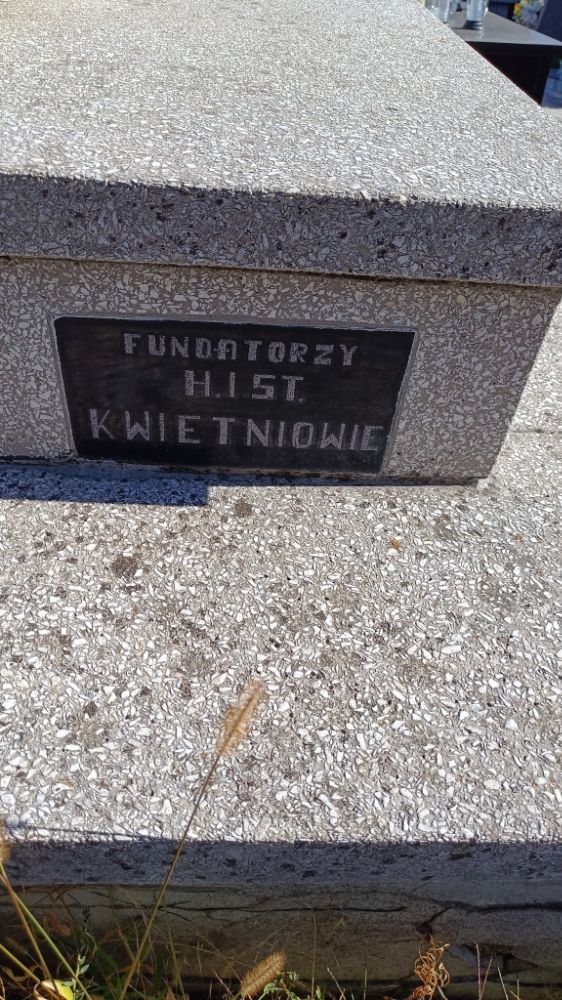 FUNDATORZY
H. I ST.
KWIETNIOWIE